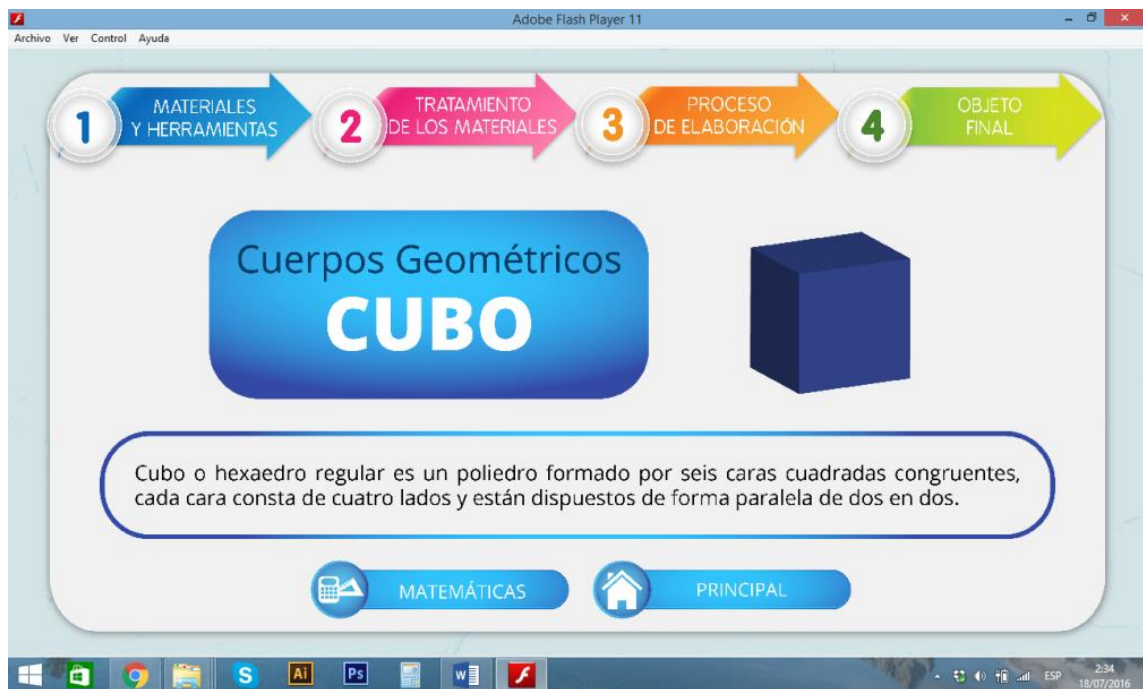 Adobe Flash Player 11
Archivo Ver Control Ayuda
1 MATERIALES
Y HERRAMIENTAS
2 TRATAMIENTO
DE LOS MATERIALES
3 PROCESO
DE ELABORACIÓN
4 OBJETO
FINAL
Cuerpos Geométricos
CUBO
Cubo o hexaedro regular es un poliedro formado por seis caras cuadradas congruentes,
cada cara consta de cuatro lados y están dispuestos de forma paralela de dos en dos.
MATEMÁTICAS
PRINCIPAL
S Ai Ps W
ESP
2:34
18/07/2016